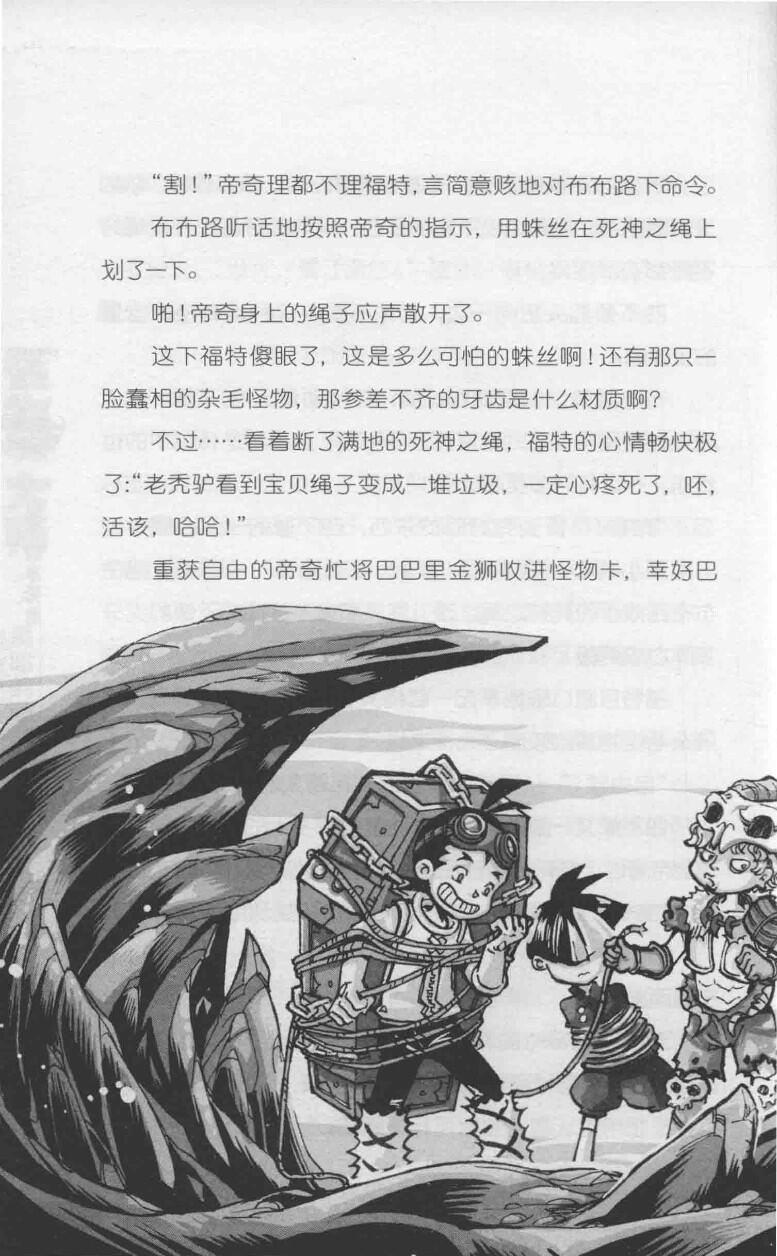 “割！”帝奇理都不理福特，言简意赅地对布布路下命令。
布布路听话地按照帝奇的指示，用蛛丝在死神之绳上
划了一下。
啪！帝奇身上的绳子应声散开了。
这下福特傻眼了，这是多么可怕的蛛丝啊！还有那只一
脸蠢相的杂毛怪物，那参差不齐的牙齿是什么材质啊？
不过……看着断了满地的死神之绳，福特的心情畅快极
了：“老秃驴看到宝贝绳子变成一堆垃圾，一定心疼死了，呸，
活该，哈哈！”
重获自由的帝奇忙将巴巴里金狮收进怪物卡，幸好巴